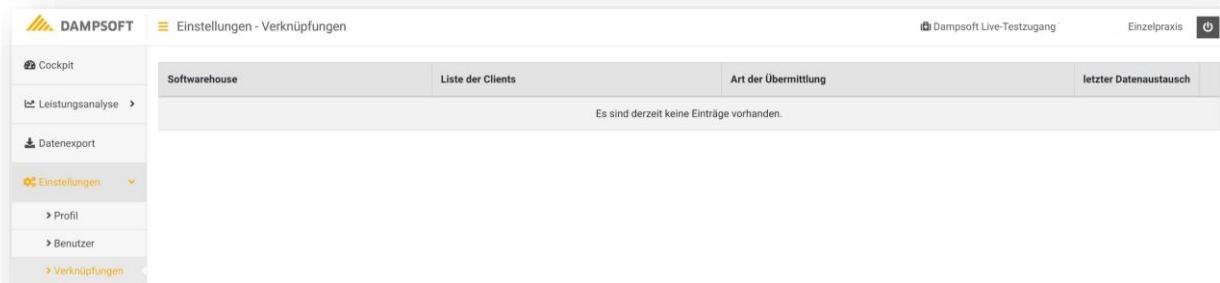 DAMPSOFT
Einstellungen - Verknüpfungen
Dampsoft Live-Testzugang
Einzelpraxis
Cockpit
Leistungsanalyse
Datenexport
Einstellungen
Profil
Benutzer
Verknüpfungen
Softwarehouse Liste der Clients Art der Übermittlung letzter Datenaustausch
Es sind derzeit keine Einträge vorhanden.